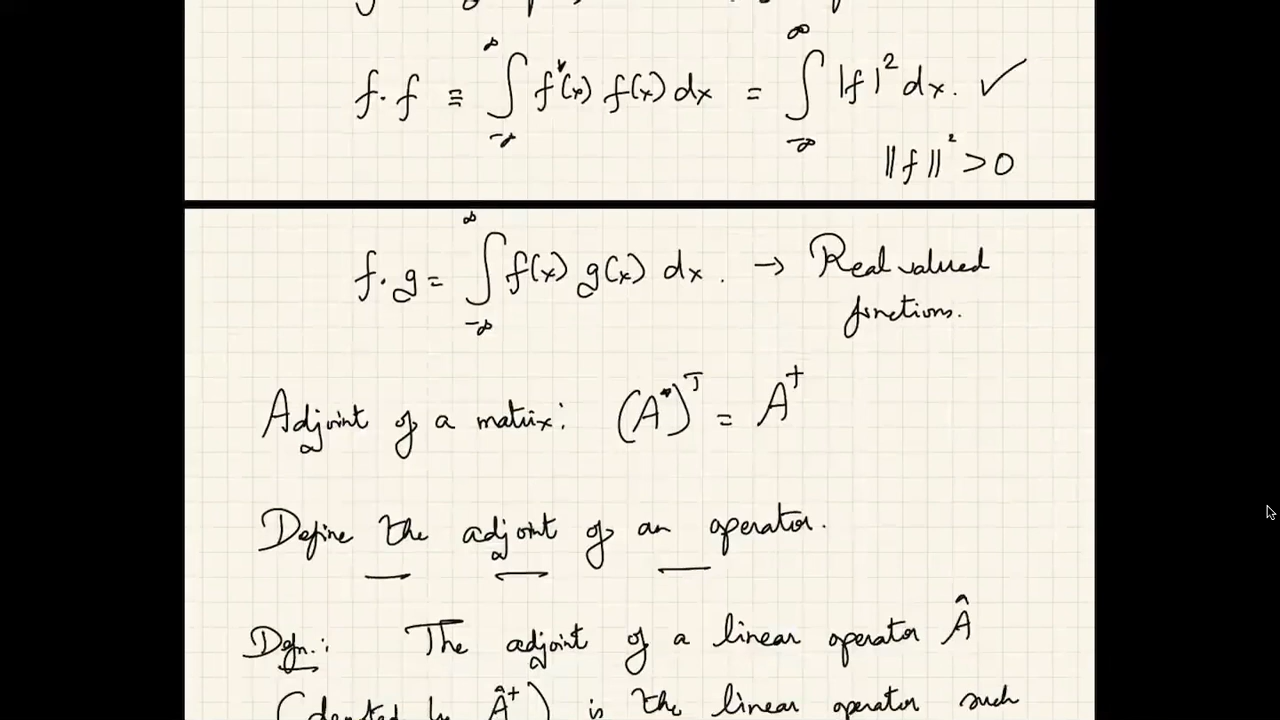 f·f ≡ ∫_{-∞}^{∞} f*(x) f(x) dx = ∫_{-∞}^{∞} |f|² dx. ✓
||f||² > 0
f·g = ∫_{-∞}^{∞} f(x) g(x) dx. → Real valued
functions.
Adjoint of a matrix: (A*)ᵀ = A†
Define the adjoint of an operator.
Defn.: The adjoint of a linear operator Â
(denoted by Â†) is the linear operator such